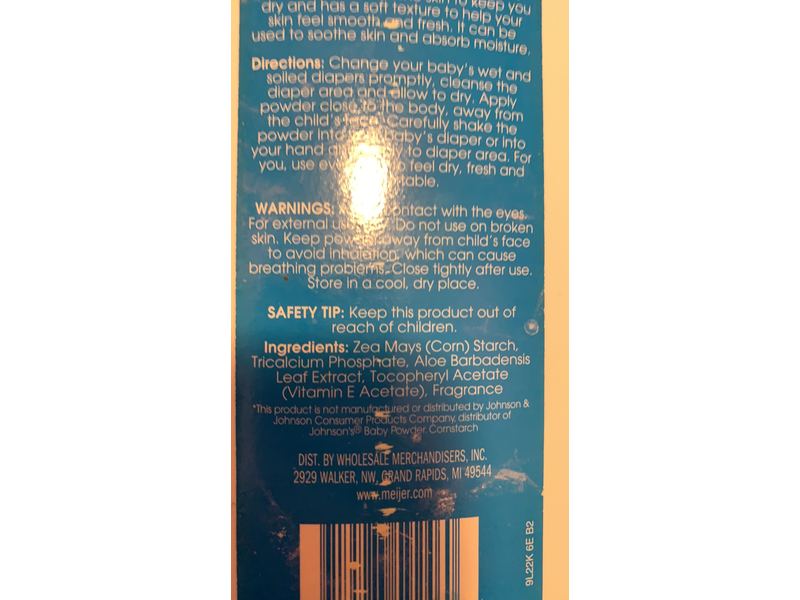 skin to keep you
dry and has a soft texture to help your
skin feel smooth and fresh. It can be
used to soothe skin and absorb moisture.
Directions: Change your baby's wet and
soiled diapers promptly, cleanse the
diaper area and allow to dry. Apply
powder close to the body, away from
the child's face. Carefully shake the
powder into baby's diaper or into
your hand to diaper area. For
you, use feel dry, fresh and
WARNINGS: contact with the eyes.
For external Do not use on broken
skin. Keep powder away from child's face
to avoid inhalation, which can cause
breathing problems. Close tightly after use.
Store in a cool, dry place.
SAFETY TIP: Keep this product out of
reach of children.
Ingredients: Zea Mays (Corn) Starch,
Tricalcium Phosphate, Aloe Barbadensis
Leaf Extract, Tocopheryl Acetate
(Vitamin E Acetate), Fragrance
*This product is not manufactured or distributed by Johnson &
Johnson Consumer Products Company, distributor of
Johnson's® Baby Powder Cornstarch
DIST. BY WHOLESALE MERCHANDISERS, INC.
2929 WALKER, NW, GRAND RAPIDS, MI 49544
www.meijer.com
9L22K 6E B2